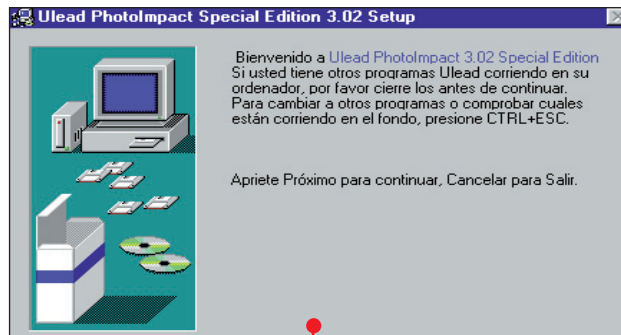 Ulead PhotoImpact Special Edition 3.02 Setup
Bienvenido a Ulead PhotoImpact 3.02 Special Edition
Si usted tiene otros programas Ulead corriendo en su
ordenador, por favor cierre los antes de continuar.
Para cambiar a otros programas o comprobar cuales
están corriendo en el fondo, presione CTRL+ESC.
Apriete Próximo para continuar, Cancelar para Salir.